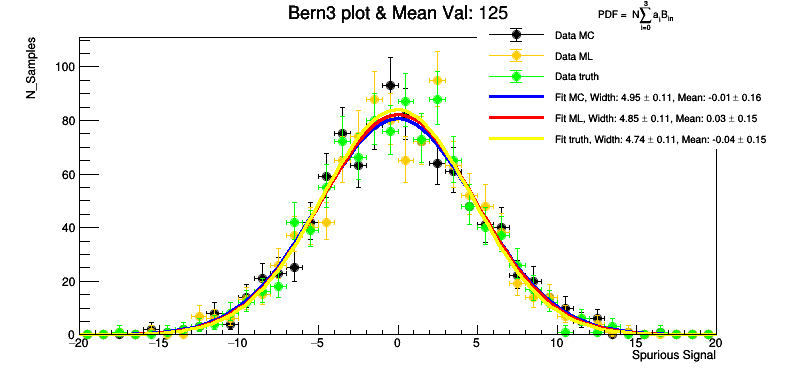 Bern3 plot & Mean Val: 125
PDF = N∑³ᵢ₌₀ aᵢBᵢₙ
Data MC
Data ML
Data truth
Fit MC, Width: 4.95 ± 0.11, Mean: -0.01 ± 0.16
Fit ML, Width: 4.85 ± 0.11, Mean: 0.03 ± 0.15
Fit truth, Width: 4.74 ± 0.11, Mean: -0.04 ± 0.15
N_Samples
100
80
60
40
20
0
−20 −15 −10 −5 0 5 10 15 20
Spurious Signal